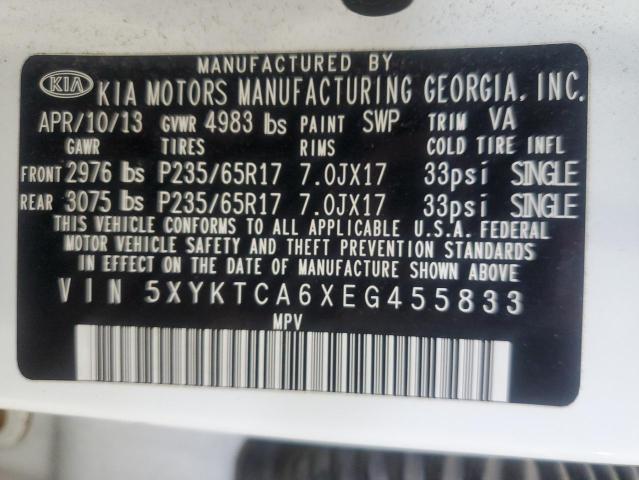 MANUFACTURED BY
KIA KIA MOTORS MANUFACTURING GEORGIA, INC.
APR/10/13 GVWR 4983 lbs PAINT SWP TRIM VA
GAWR TIRES RIMS COLD TIRE INFL
FRONT 2976 lbs P235/65R17 7.0JX17 33psi SINGLE
REAR 3075 lbs P235/65R17 7.0JX17 33psi SINGLE
THIS VEHICLE CONFORMS TO ALL APPLICABLE U.S.A. FEDERAL
MOTOR VEHICLE SAFETY AND THEFT PREVENTION STANDARDS
IN EFFECT ON THE DATE OF MANUFACTURE SHOWN ABOVE
VIN 5XYKTCA6XEG455833
MPV